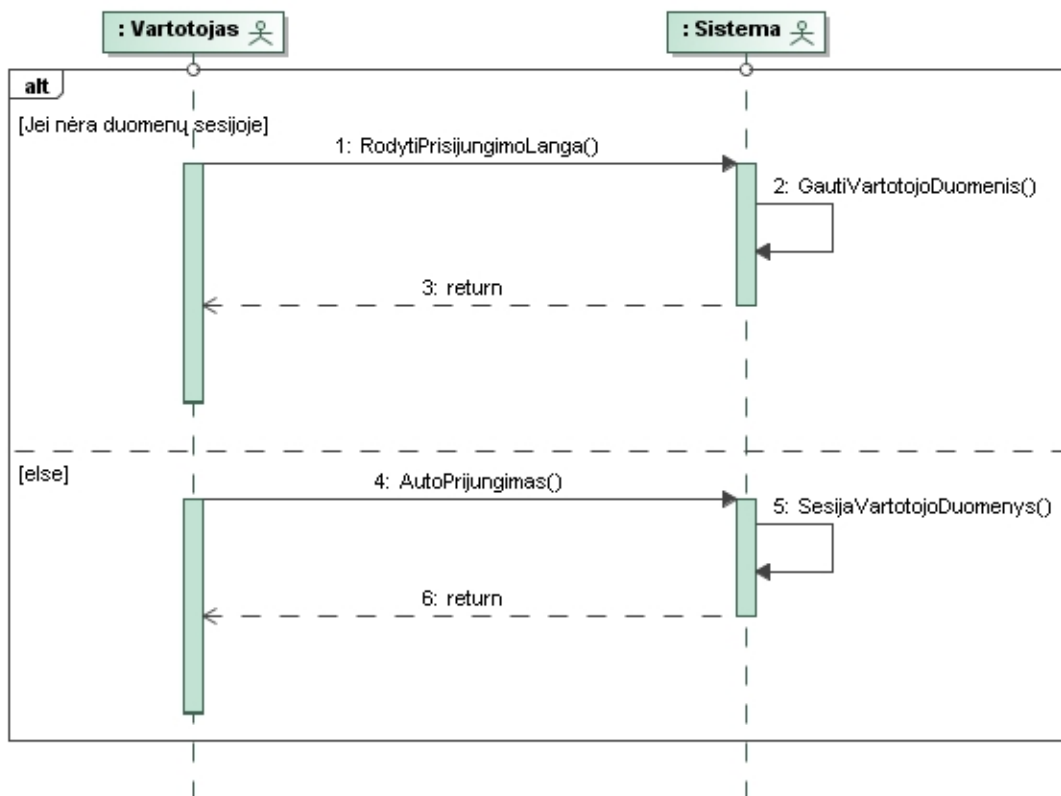 : Vartotojas
: Sistema
alt
[Jei nėra duomenų sesijoje]
1: RodytiPrisijungimoLanga()
2: GautiVartotojoDuomenis()
3: return
[else]
4: AutoPrijungimas()
5: SesijaVartotojoDuomenys()
6: return